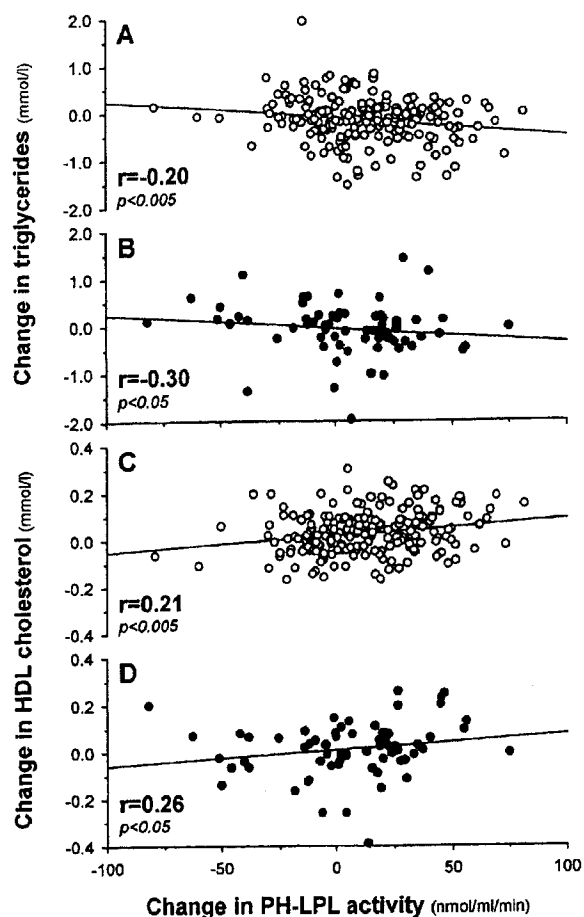 A
2.0
1.0
0.0
-1.0
-2.0
r=-0.20
p<0.005
Change in triglycerides (mmol/l)
B
2.0
1.0
0.0
-1.0
-2.0
r=-0.30
p<0.05
C
0.4
0.2
0.0
-0.2
-0.4
r=0.21
p<0.005
Change in HDL cholesterol (mmol/l)
D
0.4
0.2
0.0
-0.2
-0.4
r=0.26
p<0.05
-100 -50 0 50 100
Change in PH-LPL activity (nmol/ml/min)